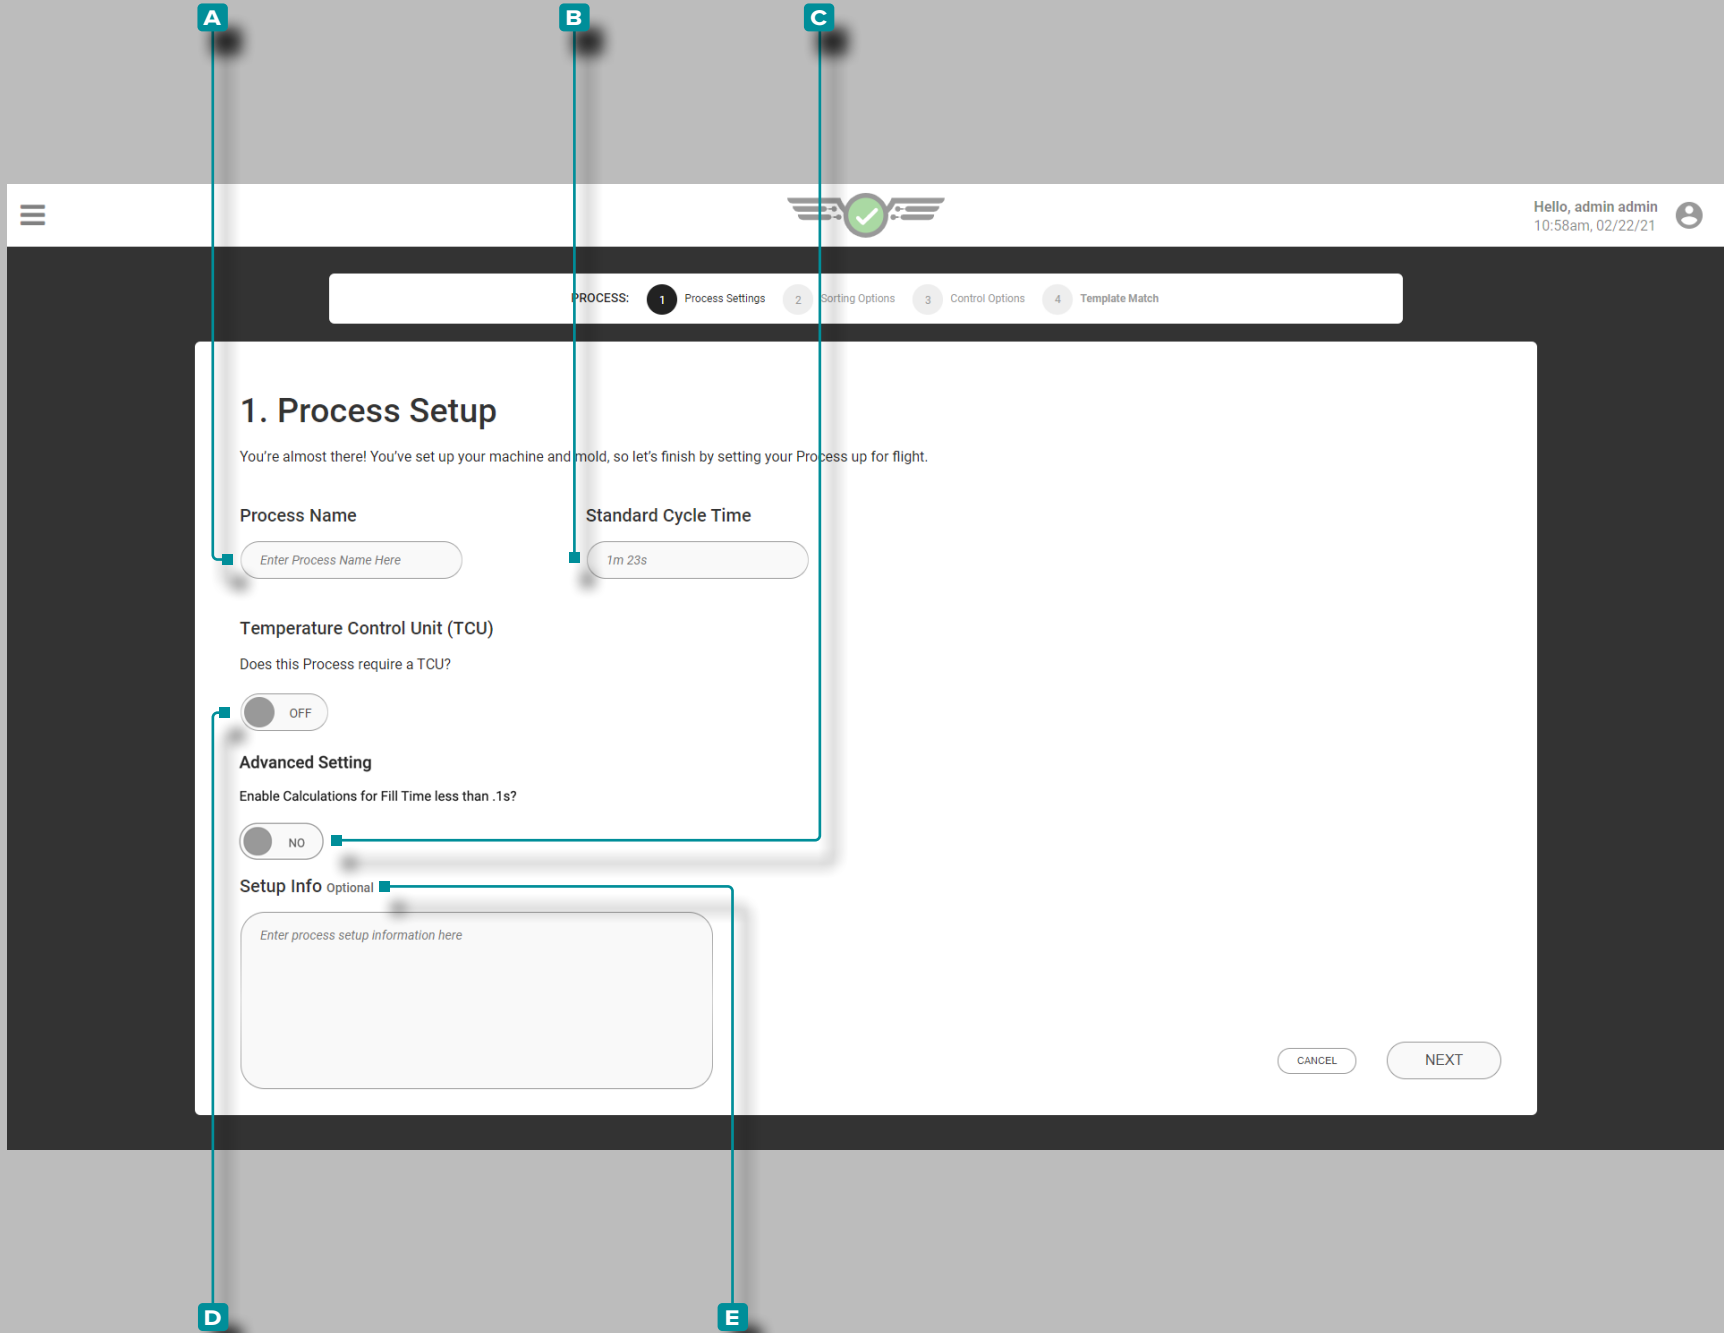 A
B
C
Hello, admin admin
10:58am, 02/22/21
PROCESS: 1 Process Settings 2 Sorting Options 3 Control Options 4 Template Match
1. Process Setup
You're almost there! You've set up your machine and mold, so let's finish by setting your Process up for flight.
Process Name
Standard Cycle Time
Enter Process Name Here
1m 23s
Temperature Control Unit (TCU)
Does this Process require a TCU?
OFF
Advanced Setting
Enable Calculations for Fill Time less than .1s?
NO
Setup Info Optional
Enter process setup information here
CANCEL
NEXT
D
E